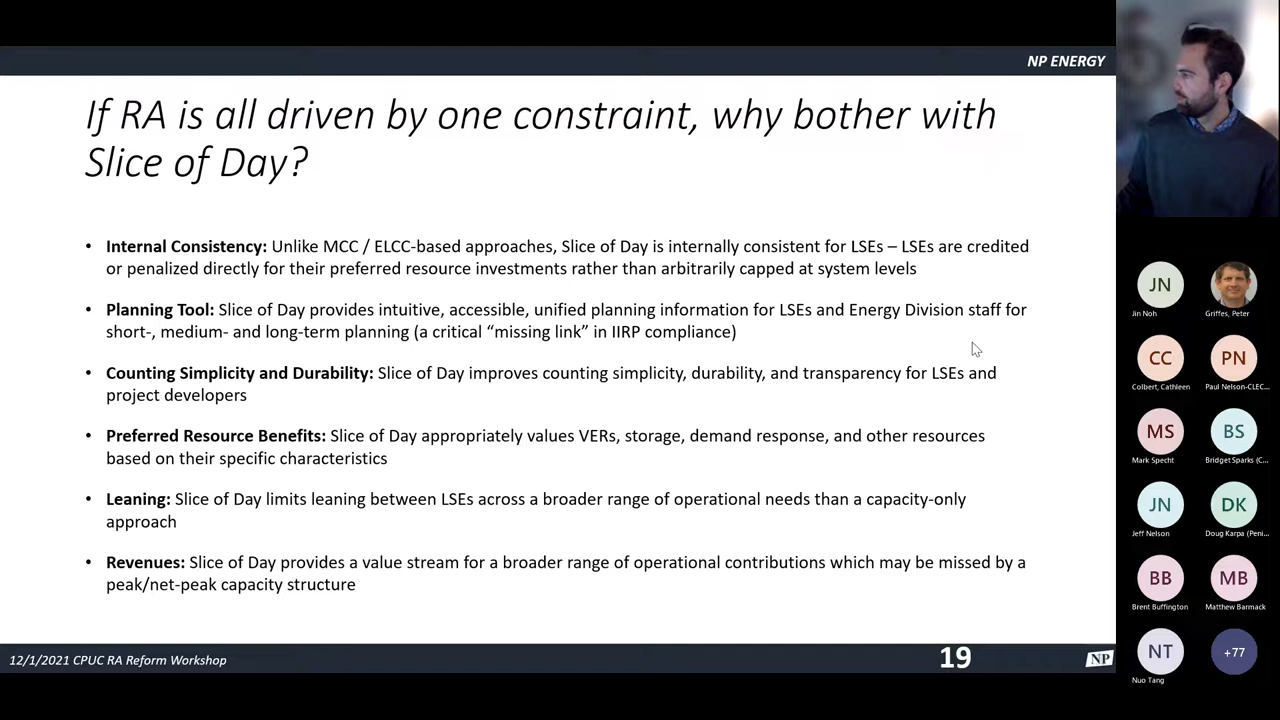 NP ENERGY
If RA is all driven by one constraint, why bother with
Slice of Day?
• Internal Consistency: Unlike MCC / ELCC-based approaches, Slice of Day is internally consistent for LSEs – LSEs are credited
or penalized directly for their preferred resource investments rather than arbitrarily capped at system levels
• Planning Tool: Slice of Day provides intuitive, accessible, unified planning information for LSEs and Energy Division staff for
short-, medium- and long-term planning (a critical “missing link” in IIRP compliance)
• Counting Simplicity and Durability: Slice of Day improves counting simplicity, durability, and transparency for LSEs and
project developers
• Preferred Resource Benefits: Slice of Day appropriately values VERs, storage, demand response, and other resources
based on their specific characteristics
• Leaning: Slice of Day limits leaning between LSEs across a broader range of operational needs than a capacity-only
approach
• Revenues: Slice of Day provides a value stream for a broader range of operational contributions which may be missed by a
peak/net-peak capacity structure
12/1/2021 CPUC RA Reform Workshop
19
NP
JN
Jin Noh
Griffes, Peter
CC
Colbert, Cathleen
PN
Paul Nelson-CLEC...
MS
Mark Specht
BS
Bridget Sparks (C...
JN
Jeff Nelson
DK
Doug Karpa (Peni...
BB
Brent Buffington
MB
Matthew Barmack
NT
Nuo Tang
+77